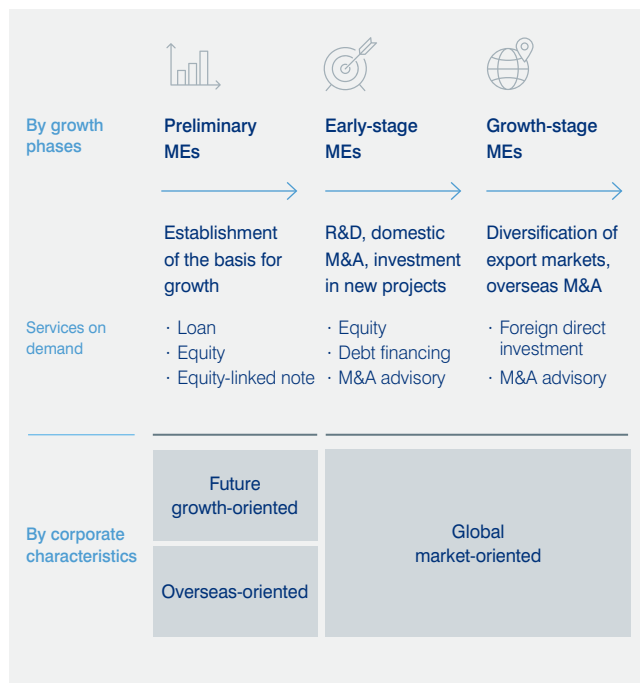 By growth
phases
Preliminary
MEs
Early-stage
MEs
Growth-stage
MEs
Establishment
of the basis for
growth
R&D, domestic
M&A, investment
in new projects
Diversification of
export markets,
overseas M&A
Services on
demand
· Loan
· Equity
· Equity-linked note
· Equity
· Debt financing
· M&A advisory
· Foreign direct
investment
· M&A advisory
By corporate
characteristics
Future
growth-oriented
Overseas-oriented
Global
market-oriented